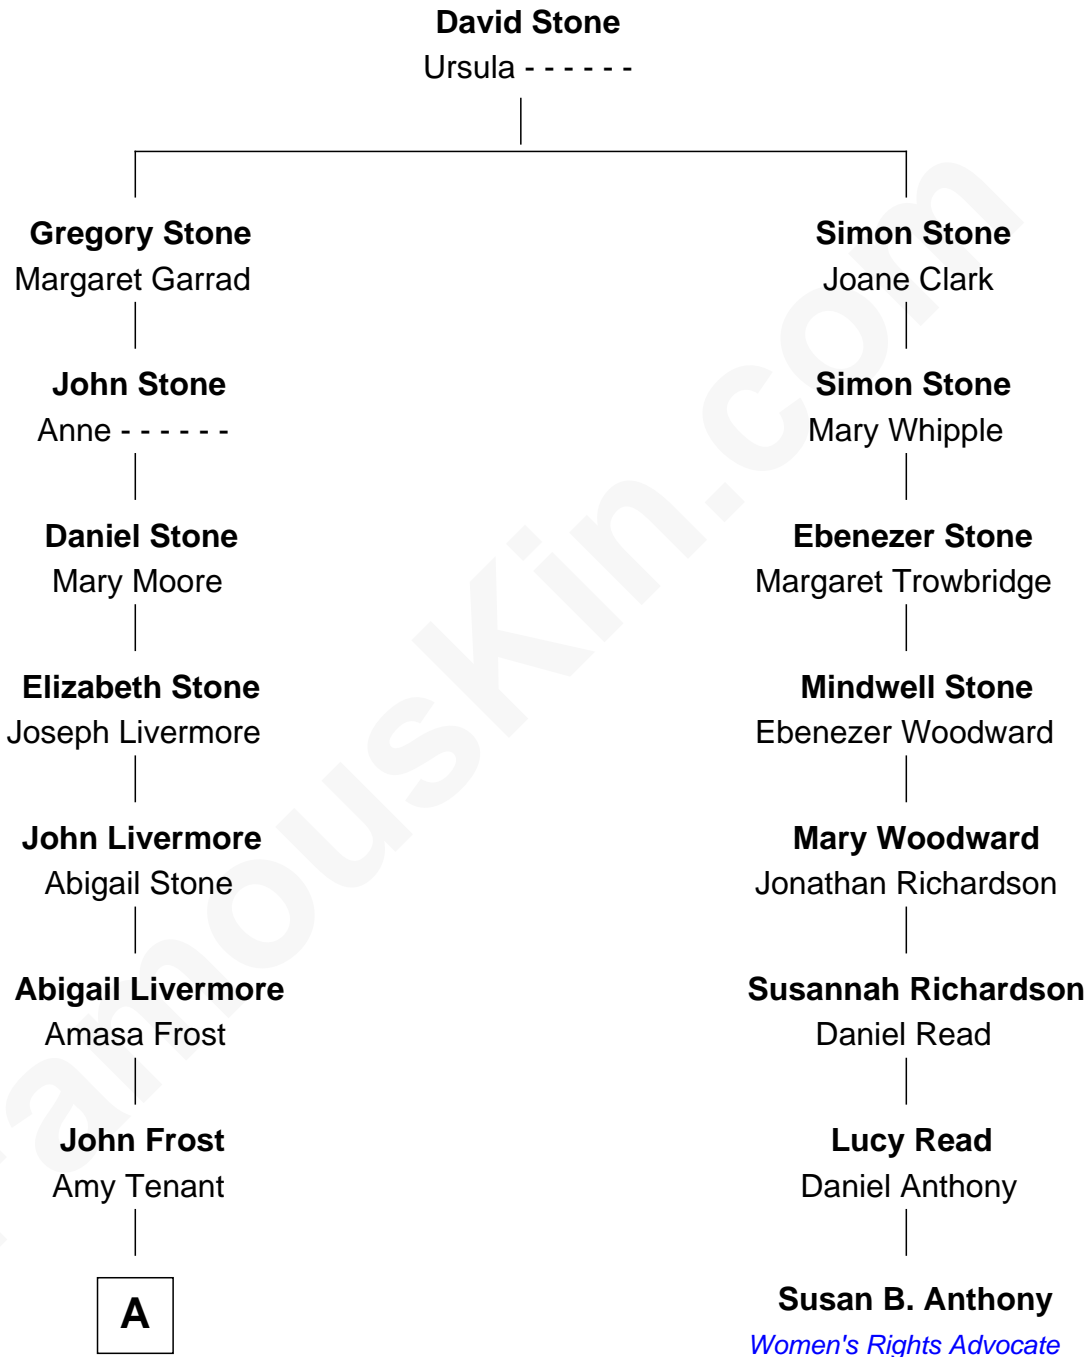 David Stone
Ursula - - - - - -
Gregory Stone
Margaret Garrad
Simon Stone
Joane Clark
John Stone
Anne - - - - - -
Simon Stone
Mary Whipple
Daniel Stone
Mary Moore
Ebenezer Stone
Margaret Trowbridge
Elizabeth Stone
Joseph Livermore
Mindwell Stone
Ebenezer Woodward
John Livermore
Abigail Stone
Mary Woodward
Jonathan Richardson
Abigail Livermore
Amasa Frost
Susannah Richardson
Daniel Read
John Frost
Amy Tenant
Lucy Read
Daniel Anthony
A
Susan B. Anthony
Women's Rights Advocate
FamousKin.com